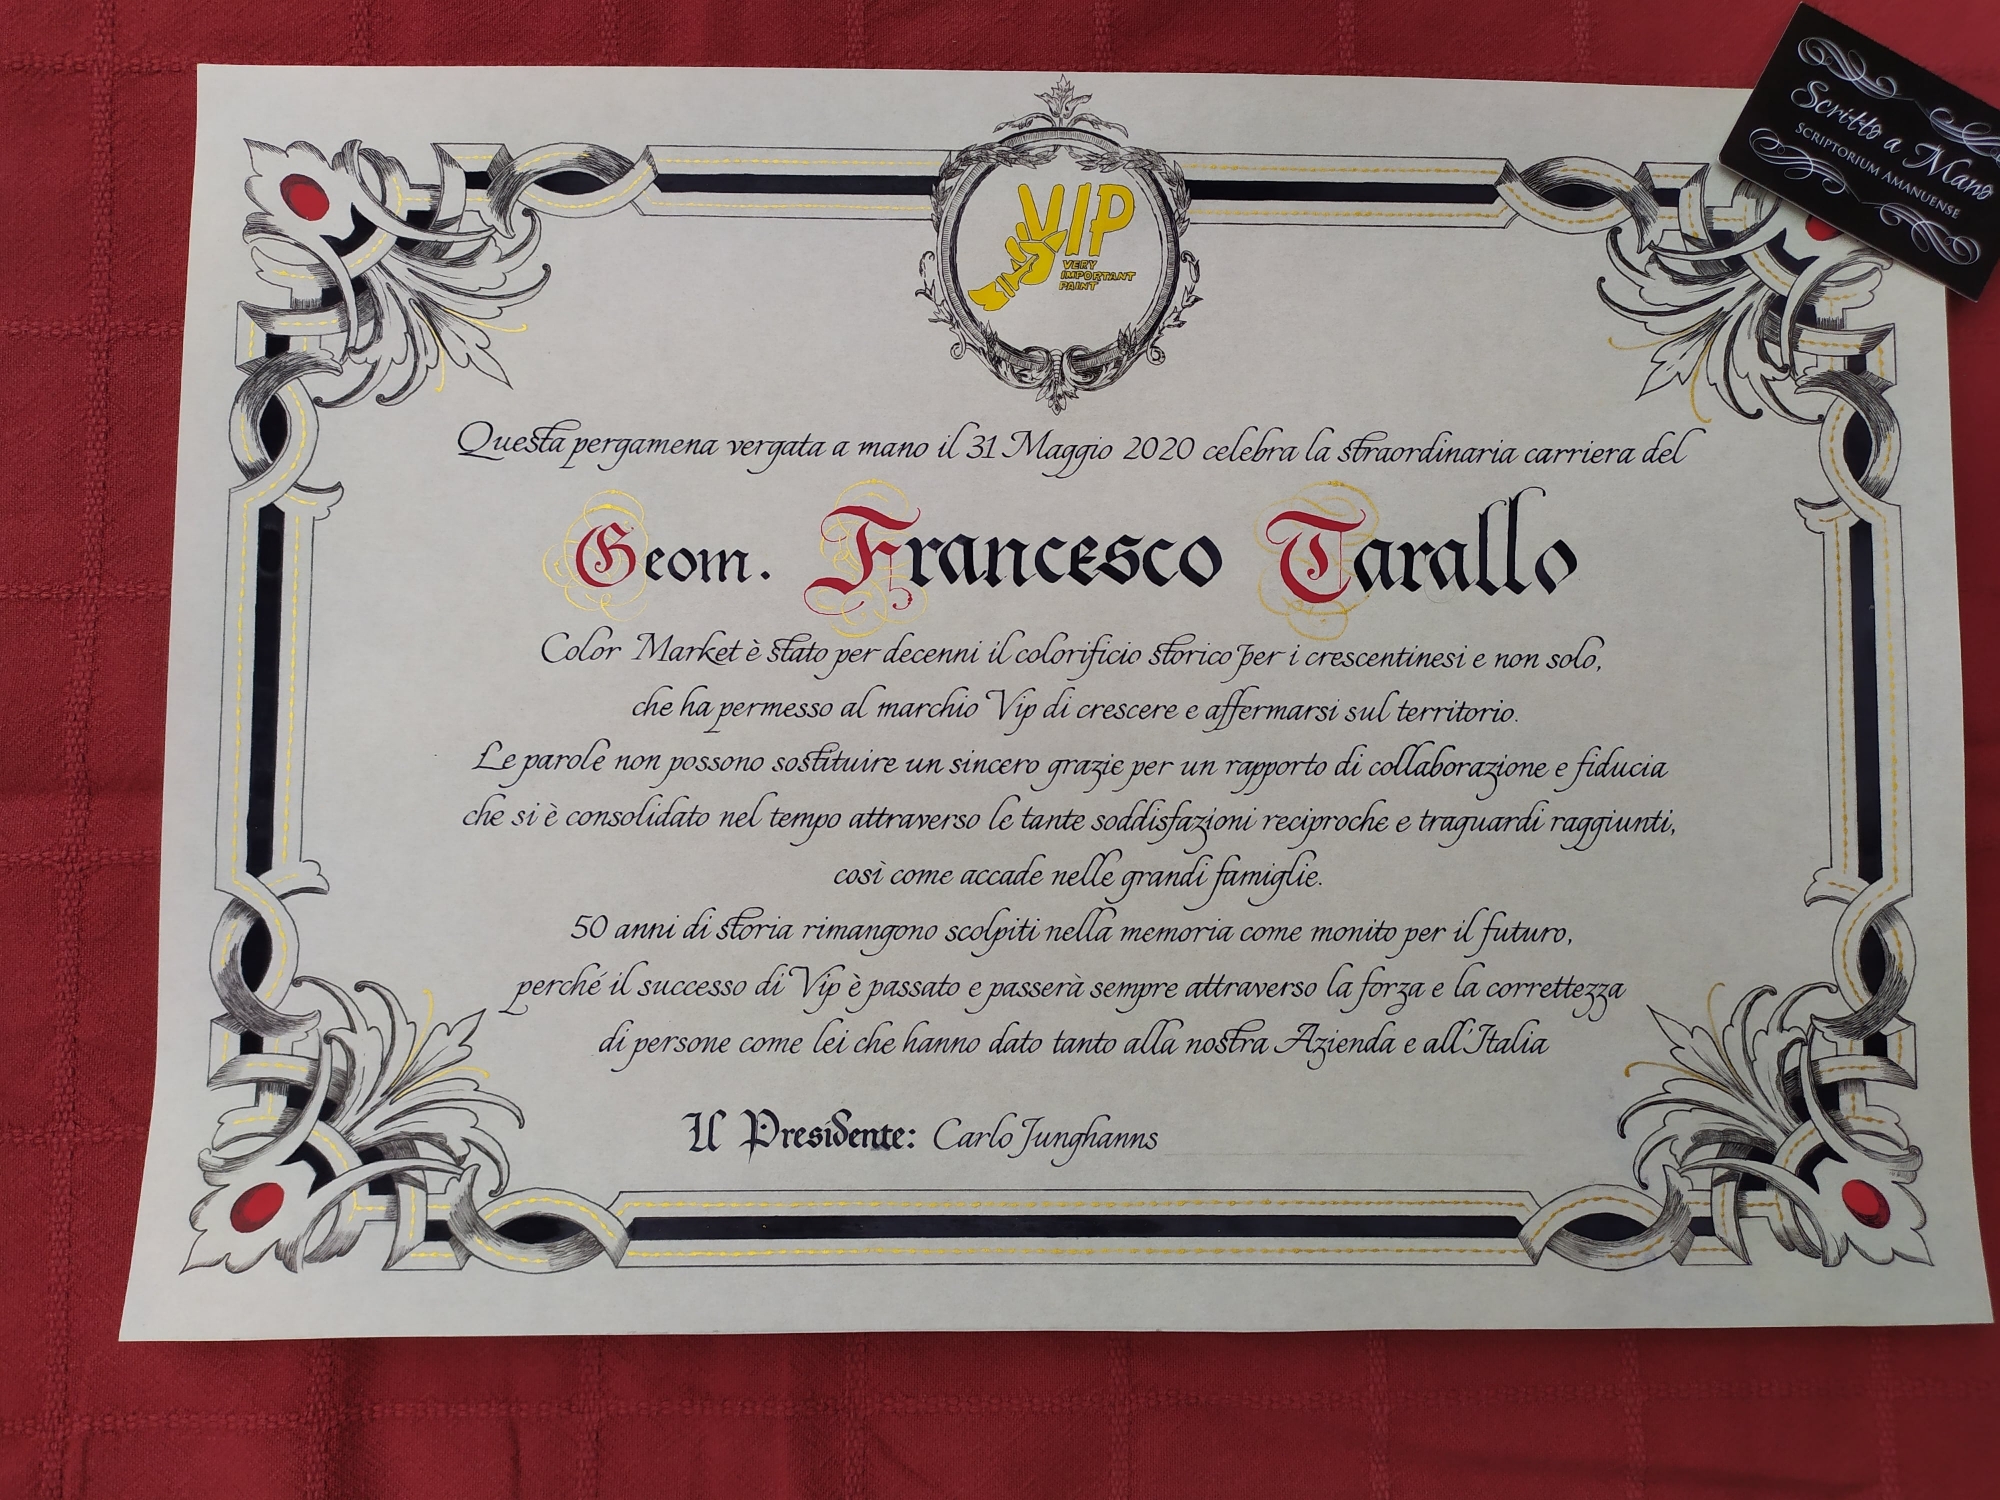 Scritto a Mano
SCRIPTORIUM AMANUENSE
VIP
VERY
IMPORTANT
PAINT
Questa pergamena vergata a mano il 31 Maggio 2020 celebra la straordinaria carriera del
Geom. Francesco Tarallo
Color Market è stato per decenni il colorificio storico per i crescentinesi e non solo,
che ha permesso al marchio Vip di crescere e affermarsi sul territorio.
Le parole non possono sostituire un sincero grazie per un rapporto di collaborazione e fiducia
che si è consolidato nel tempo attraverso le tante soddisfazioni reciproche e traguardi raggiunti,
così come accade nelle grandi famiglie.
50 anni di storia rimangono scolpiti nella memoria come monito per il futuro,
perché il successo di Vip è passato e passerà sempre attraverso la forza e la correttezza
di persone come lei che hanno dato tanto alla nostra Azienda e all'Italia
Il Presidente: Carlo Junghanns